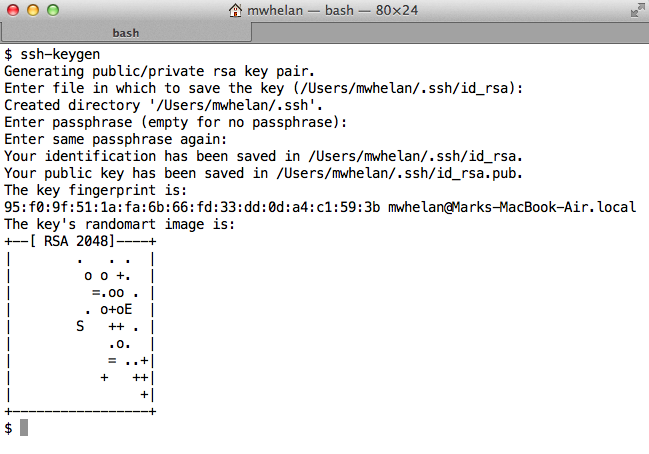 mwhelan — bash — 80×24
bash
$ ssh-keygen
Generating public/private rsa key pair.
Enter file in which to save the key (/Users/mwhelan/.ssh/id_rsa):
Created directory '/Users/mwhelan/.ssh'.
Enter passphrase (empty for no passphrase):
Enter same passphrase again:
Your identification has been saved in /Users/mwhelan/.ssh/id_rsa.
Your public key has been saved in /Users/mwhelan/.ssh/id_rsa.pub.
The key fingerprint is:
95:f0:9f:51:1a:fa:6b:66:fd:33:dd:0d:a4:c1:59:3b mwhelan@Marks-MacBook-Air.local
The key's randomart image is:
+--[ RSA 2048]----+
|        .   . .  |
|         o o +.  |
|          =.oo . |
|         . o+oE  |
|        S   ++ . |
|            .o.  |
|            = ..+|
|           +   ++|
|                +|
+-----------------+
$